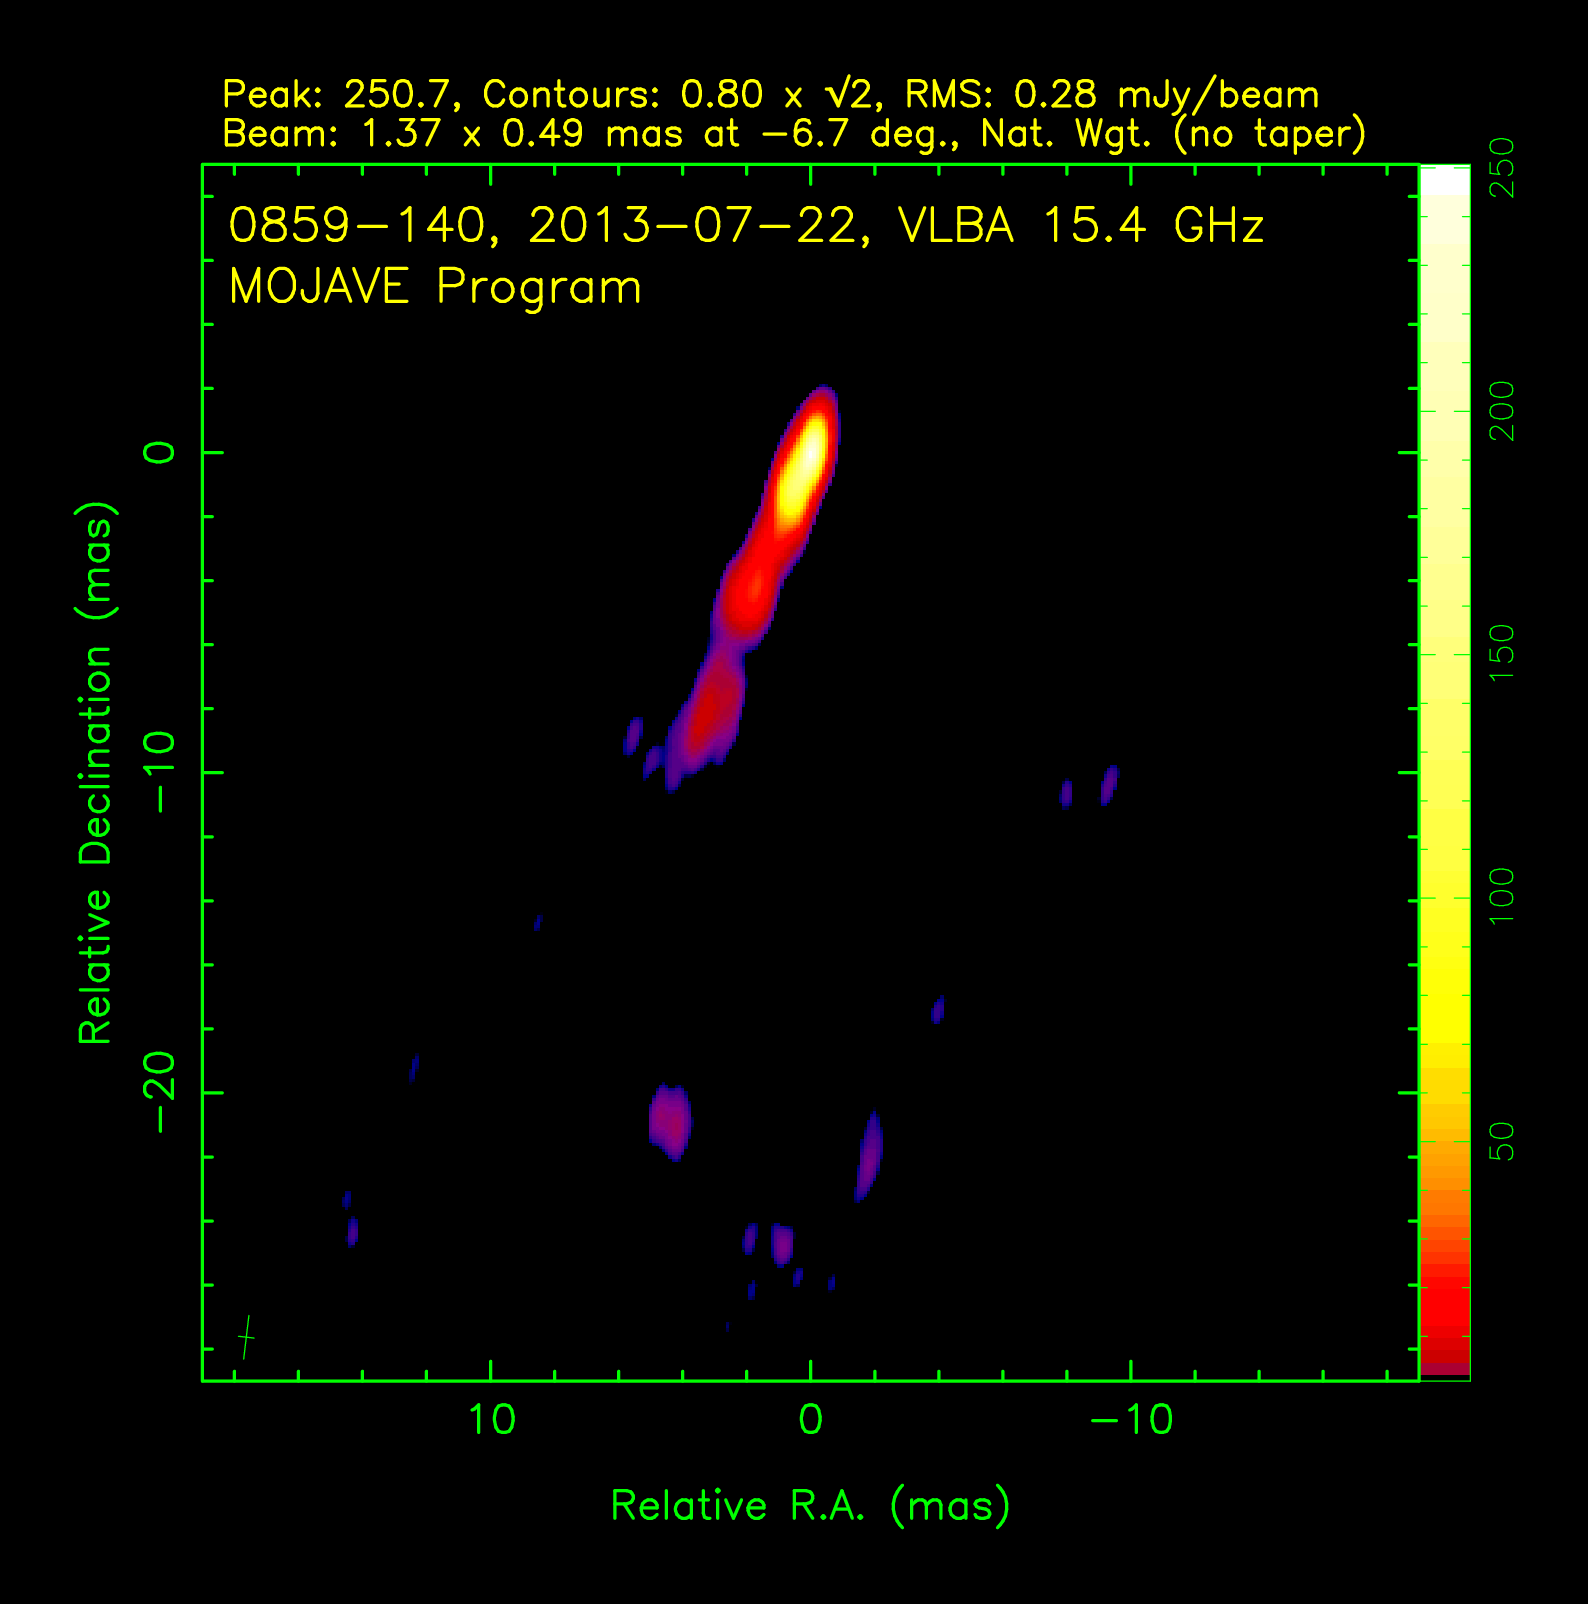 Peak: 250.7, Contours: 0.80 x √2, RMS: 0.28 mJy/beam
Beam: 1.37 x 0.49 mas at −6.7 deg., Nat. Wgt. (no taper)
0859−140, 2013−07−22, VLBA 15.4 GHz
MOJAVE Program
Relative Declination (mas)
0
−10
−20
250
200
150
100
50
10
0
−10
Relative R.A. (mas)